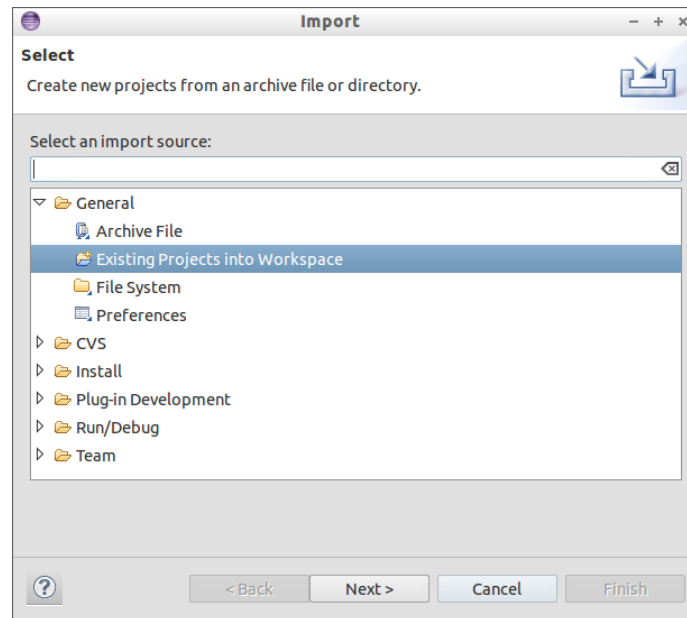 Import
Select
Create new projects from an archive file or directory.
Select an import source:
General
Archive File
Existing Projects into Workspace
File System
Preferences
CVS
Install
Plug-in Development
Run/Debug
Team
? < Back Next > Cancel Finish